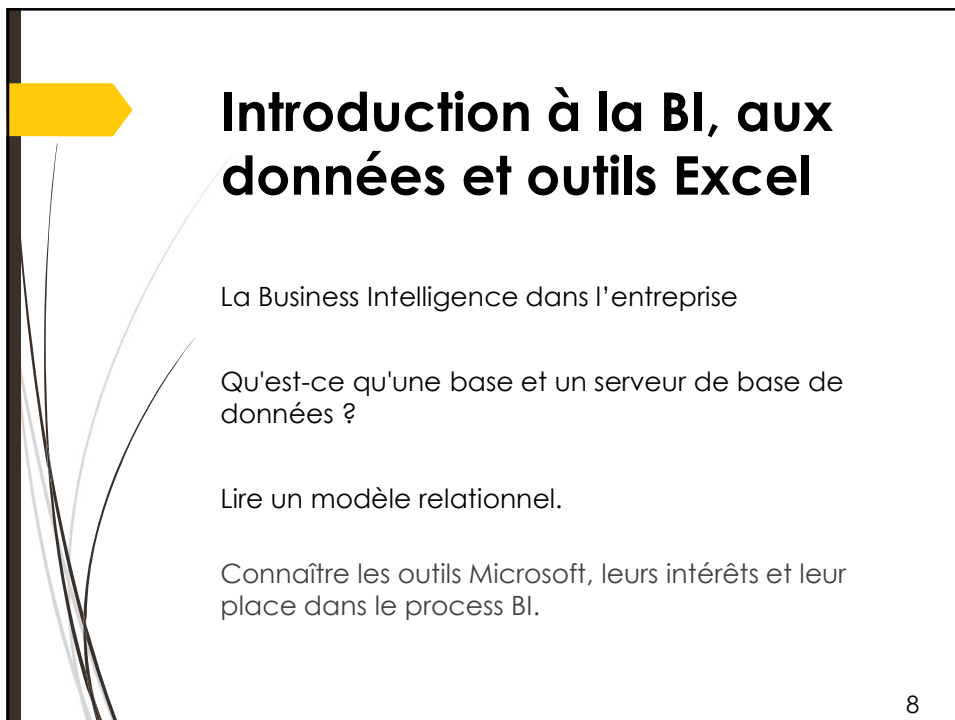 Introduction à la BI, aux
données et outils Excel
La Business Intelligence dans l’entreprise
Qu'est-ce qu'une base et un serveur de base de
données ?
Lire un modèle relationnel.
Connaître les outils Microsoft, leurs intérêts et leur
place dans le process BI.
8